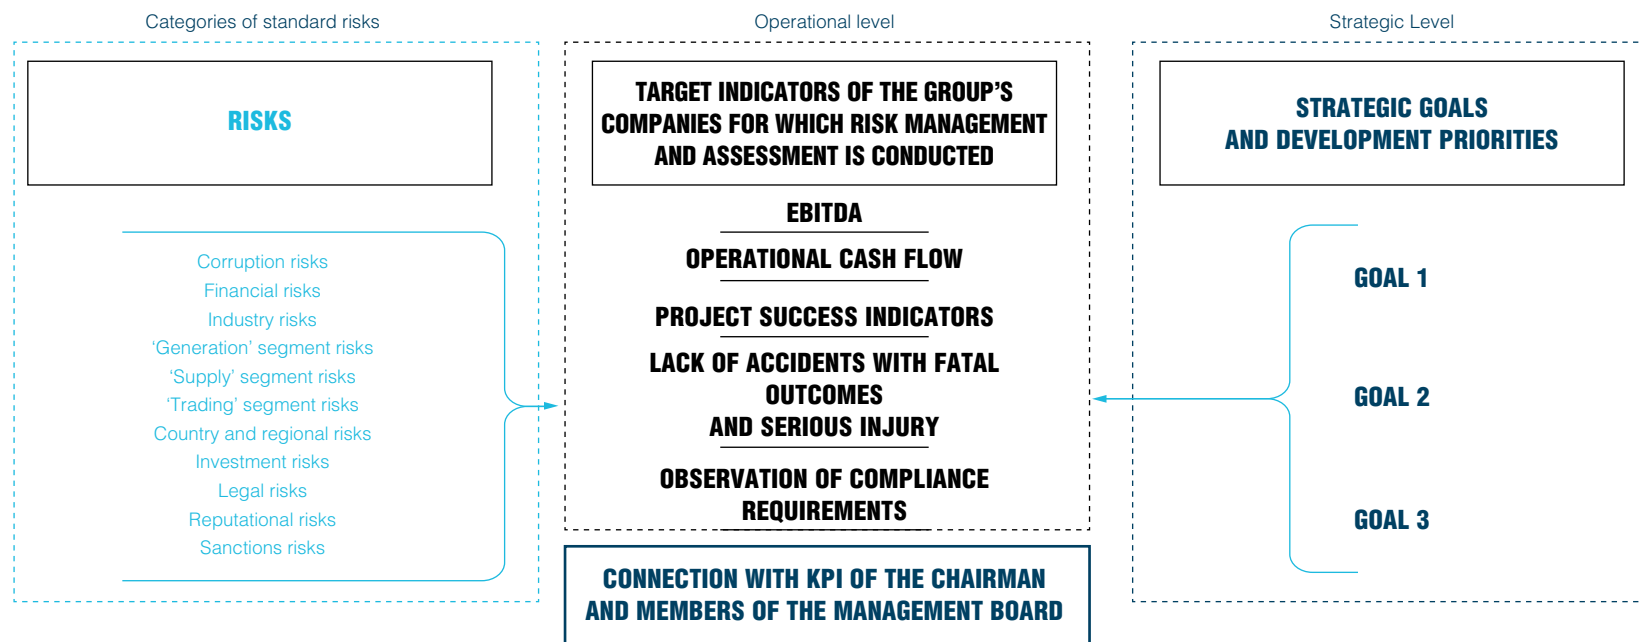 Categories of standard risks
RISKS
Corruption risks
Financial risks
Industry risks
‘Generation’ segment risks
‘Supply’ segment risks
‘Trading’ segment risks
Country and regional risks
Investment risks
Legal risks
Reputational risks
Sanctions risks
Operational level
TARGET INDICATORS OF THE GROUP’S
COMPANIES FOR WHICH RISK MANAGEMENT
AND ASSESSMENT IS CONDUCTED
EBITDA
OPERATIONAL CASH FLOW
PROJECT SUCCESS INDICATORS
LACK OF ACCIDENTS WITH FATAL
OUTCOMES
AND SERIOUS INJURY
OBSERVATION OF COMPLIANCE
REQUIREMENTS
CONNECTION WITH KPI OF THE CHAIRMAN
AND MEMBERS OF THE MANAGEMENT BOARD
Strategic Level
STRATEGIC GOALS
AND DEVELOPMENT PRIORITIES
GOAL 1
GOAL 2
GOAL 3